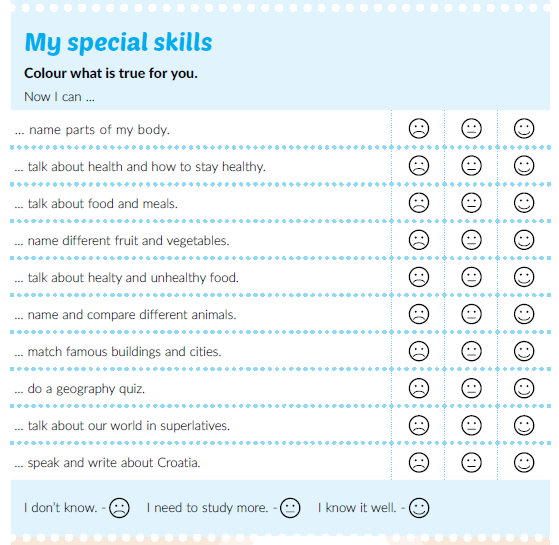 My special skills
Colour what is true for you.
Now I can ...
... name parts of my body.
... talk about health and how to stay healthy.
... talk about food and meals.
... name different fruit and vegetables.
... talk about healty and unhealthy food.
... name and compare different animals.
... match famous buildings and cities.
... do a geography quiz.
... talk about our world in superlatives.
... speak and write about Croatia.
I don't know. - I need to study more. - I know it well. -